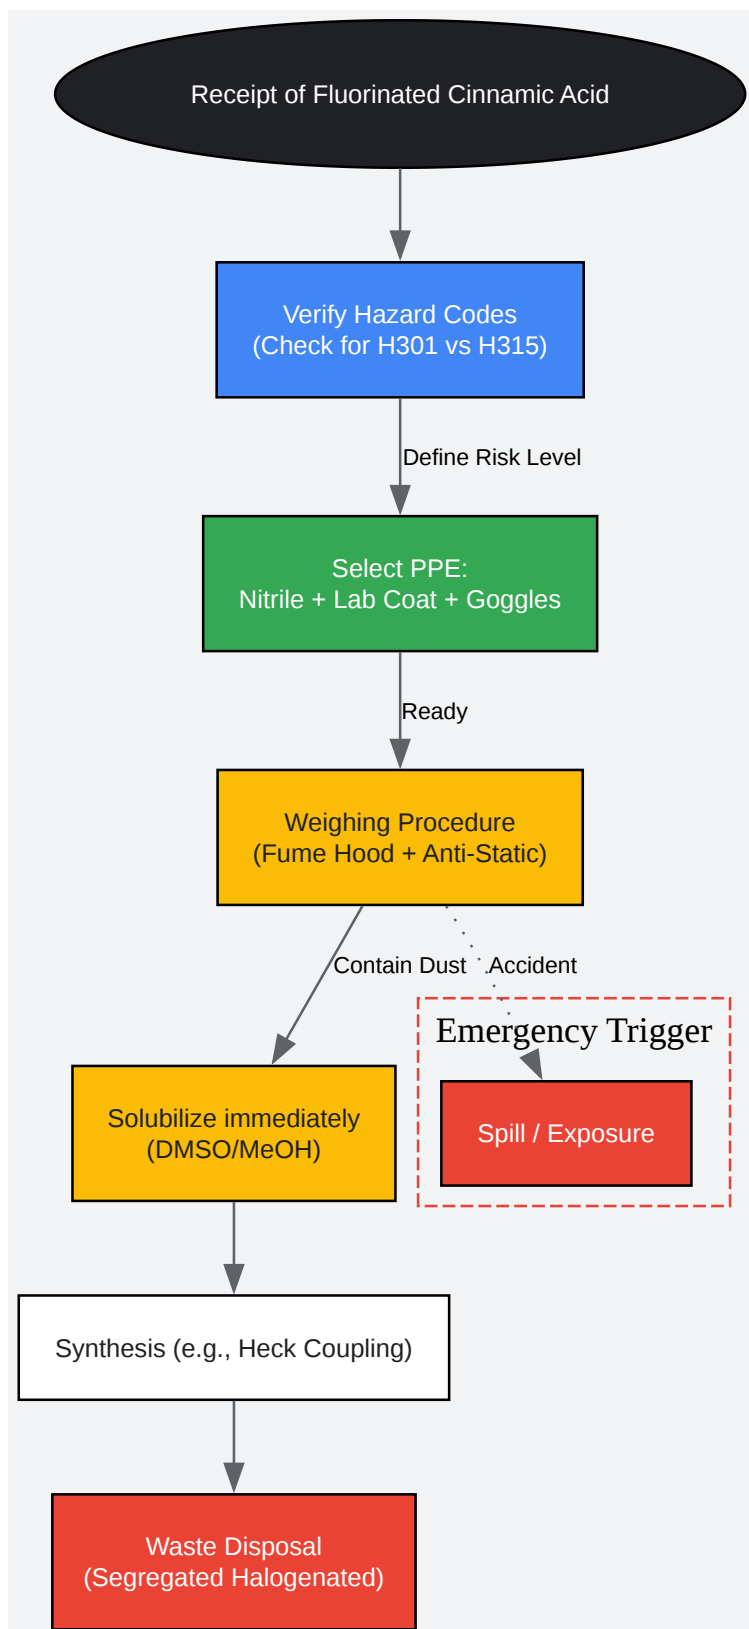 Receipt of Fluorinated Cinnamic Acid
Verify Hazard Codes
(Check for H301 vs H315)
Define Risk Level
Select PPE:
Nitrile + Lab Coat + Goggles
Ready
Weighing Procedure
(Fume Hood + Anti-Static)
Contain Dust
Accident
Emergency Trigger
Spill / Exposure
Solubilize immediately
(DMSO/MeOH)
Synthesis (e.g., Heck Coupling)
Waste Disposal
(Segregated Halogenated)